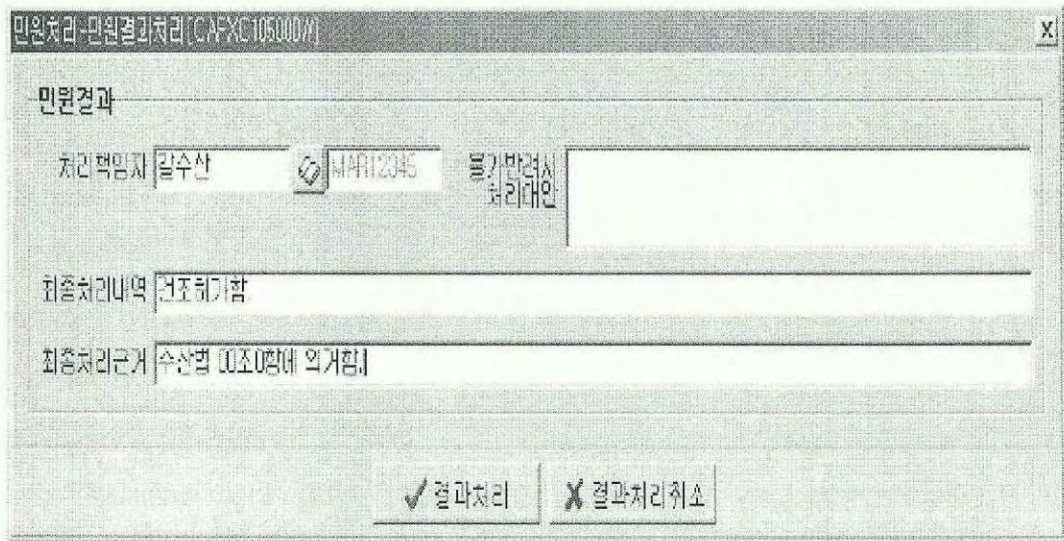 민원처리-민원결과처리[CAFXC105000W]
X
민원결과
처리책임자 갈수산 MAR12345
불가반려시
처리대안
최종처리내역 건조허가함
최종처리근거 수산법 00조0항에 의거함.
결과처리
결과처리취소